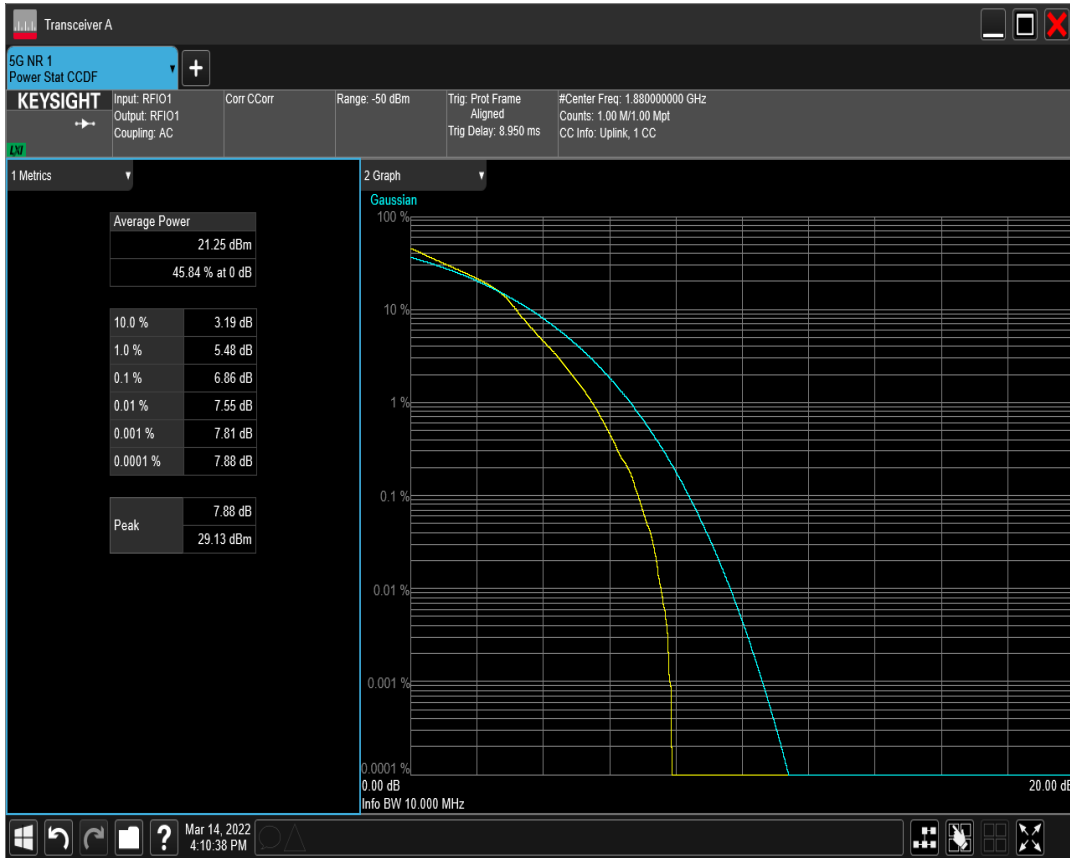 Transceiver A
5G NR 1
Power Stat CCDF
KEYSIGHT
LXI
Input: RFIO1
Output: RFIO1
Coupling: AC
Corr CCorr
Range: -50 dBm
Trig: Prot Frame
Aligned
Trig Delay: 8.950 ms
#Center Freq: 1.880000000 GHz
Counts: 1.00 M/1.00 Mpt
CC Info: Uplink, 1 CC
1 Metrics
Average Power
21.25 dBm
45.84 % at 0 dB
10.0 % 3.19 dB
1.0 % 5.48 dB
0.1 % 6.86 dB
0.01 % 7.55 dB
0.001 % 7.81 dB
0.0001 % 7.88 dB
Peak
7.88 dB
29.13 dBm
2 Graph
Gaussian
100 %
10 %
1 %
0.1 %
0.01 %
0.001 %
0.0001 %
0.00 dB 20.00 dB
Info BW 10.000 MHz
?
Mar 14, 2022
4:10:38 PM